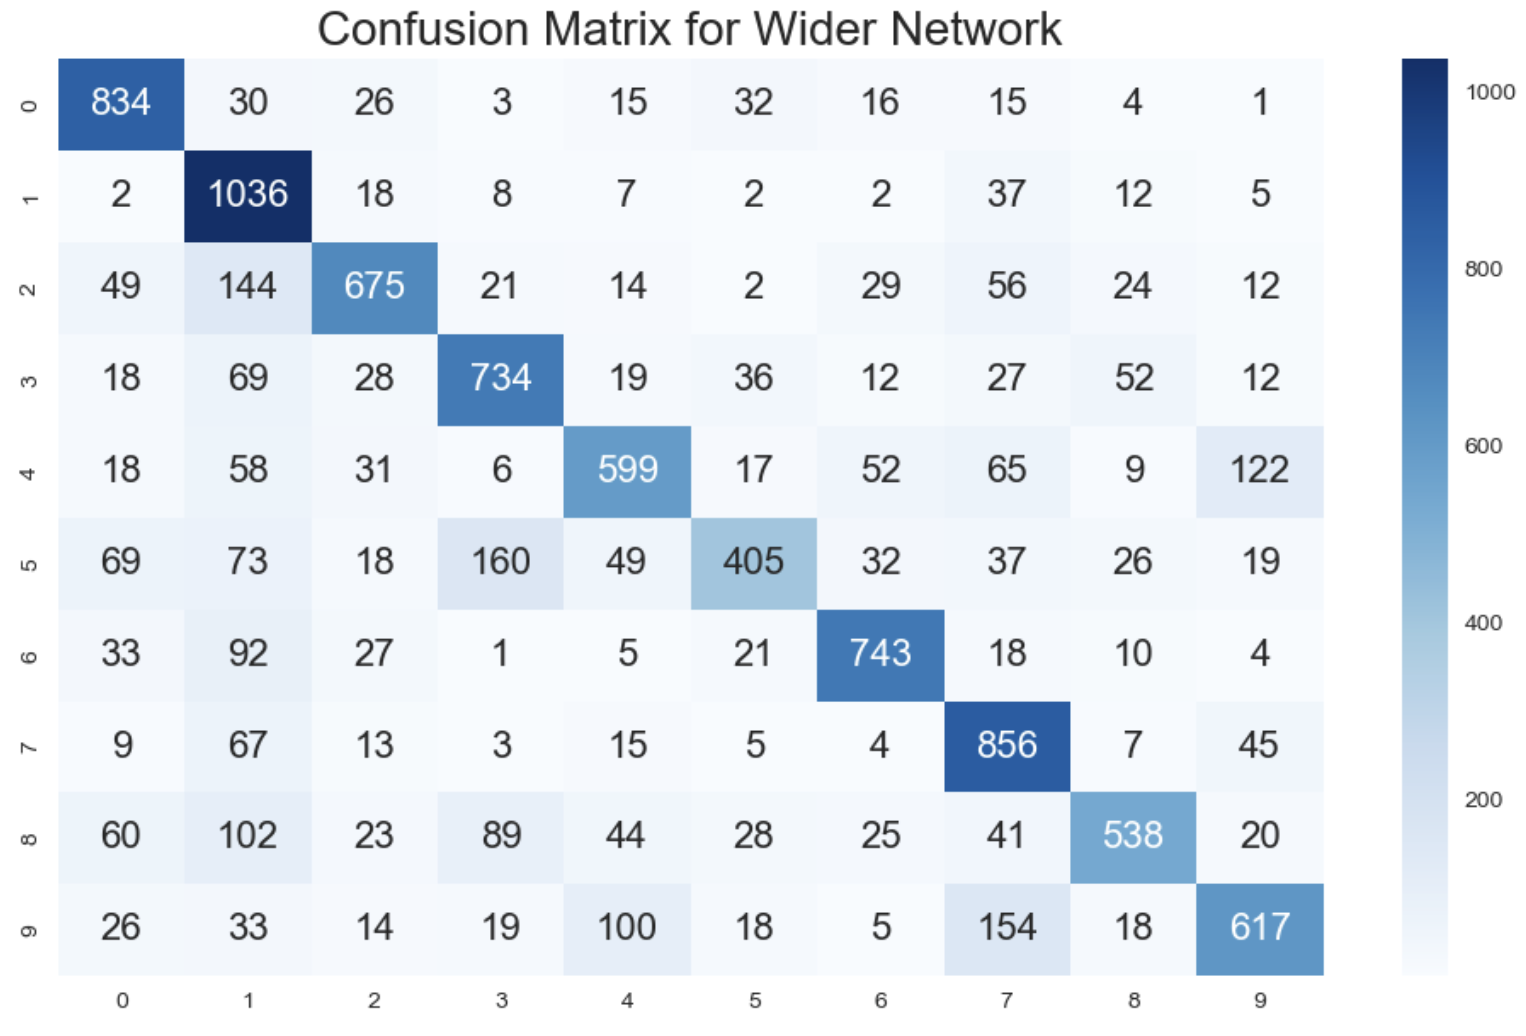 Confusion Matrix for Wider Network
0 834 30 26 3 15 32 16 15 4 1
1 2 1036 18 8 7 2 2 37 12 5
2 49 144 675 21 14 2 29 56 24 12
3 18 69 28 734 19 36 12 27 52 12
4 18 58 31 6 599 17 52 65 9 122
5 69 73 18 160 49 405 32 37 26 19
6 33 92 27 1 5 21 743 18 10 4
7 9 67 13 3 15 5 4 856 7 45
8 60 102 23 89 44 28 25 41 538 20
9 26 33 14 19 100 18 5 154 18 617
0 1 2 3 4 5 6 7 8 9
1000
800
600
400
200